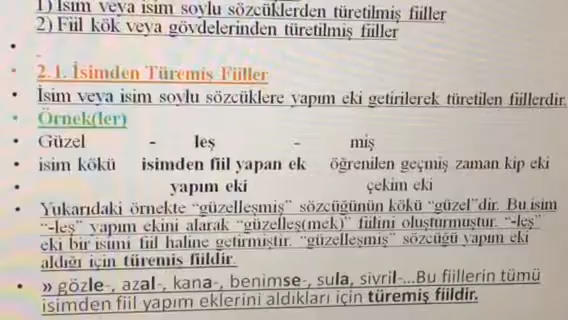 1) İsim veya isim soylu sözcüklerden türetilmiş fiiller
2) Fiil kök veya gövdelerinden türetilmiş fiiller
2.1. İsimden Türemiş Fiiller
İsim veya isim soylu sözcüklere yapım eki getirilerek türetilen fiillerdir.
Örnek(ler)
Güzel - leş - miş
isim kökü isimden fiil yapan ek öğrenilen geçmiş zaman kip eki
yapım eki çekim eki
Yukarıdaki örnekte “güzelleşmiş” sözcüğünün kökü “güzel”dir. Bu isim
“-leş” yapım ekini alarak “güzelleş(mek)” fiilini oluşturmuştur. “-leş”
eki bir ismi fiil haline getirmiştir. “güzelleşmiş” sözcüğü yapım eki
aldığı için türemiş fiildir.
» gözle-, azal-, kana-, benimse-, sula, sivril-...Bu fiillerin tümü
isimden fiil yapım eklerini aldıkları için türemiş fiildir.